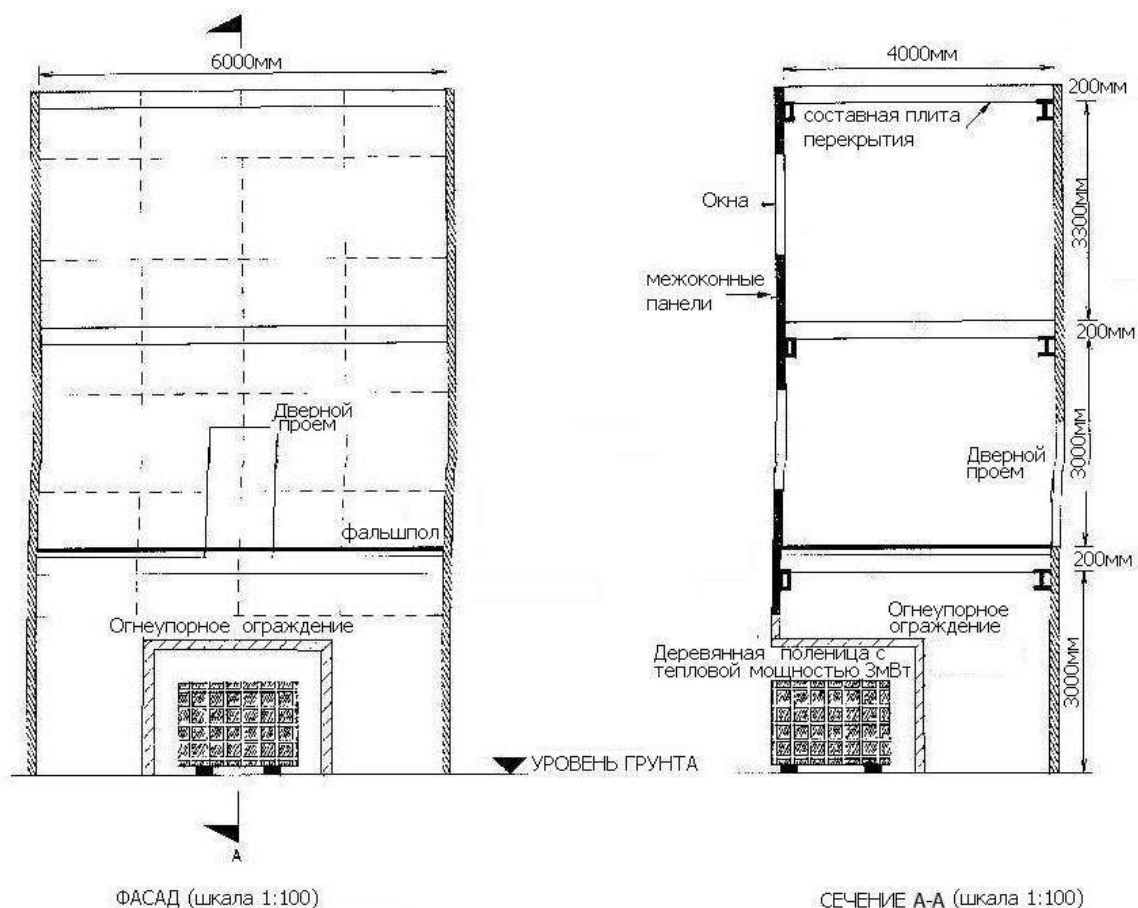 6000мм
Дверной
проем
фальшпол
Огнеупорное ограждение
УРОВЕНЬ ГРУНТА
А
ФАСАД (шкала 1:100)
4000мм
200мм
составная плита
перекрытия
Окна
3300мм
межоконные
панели
200мм
3000мм
Дверной
проем
200мм
Огнеупорное
ограждение
Деревянная поленица с
тепловой мощностью 3мВт
3000мм
СЕЧЕНИЕ А-А (шкала 1:100)